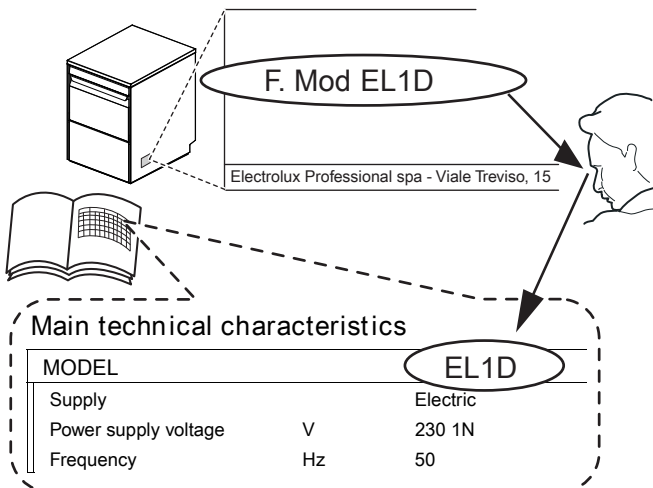 F. Mod EL1D
Electrolux Professional spa - Viale Treviso, 15
Main technical characteristics
MODEL EL1D
Supply Electric
Power supply voltage V 230 1N
Frequency Hz 50